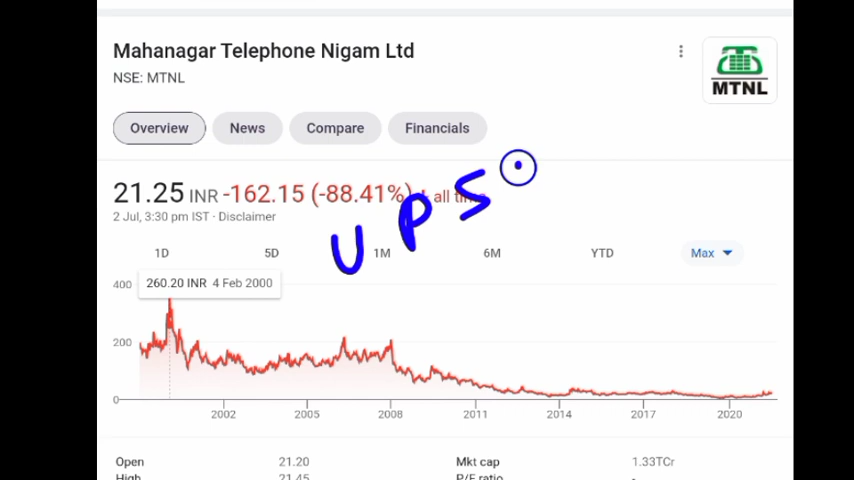 Mahanagar Telephone Nigam Ltd
NSE: MTNL
MTNL
Overview News Compare Financials
21.25 INR -162.15 (-88.41%) all time
2 Jul, 3:30 pm IST · Disclaimer
UPS
1D 5D 1M 6M YTD Max
260.20 INR 4 Feb 2000
400
200
0
2002 2005 2008 2011 2014 2017 2020
Open 21.20 Mkt cap 1.33TCr
High 21.45 P/E ratio -